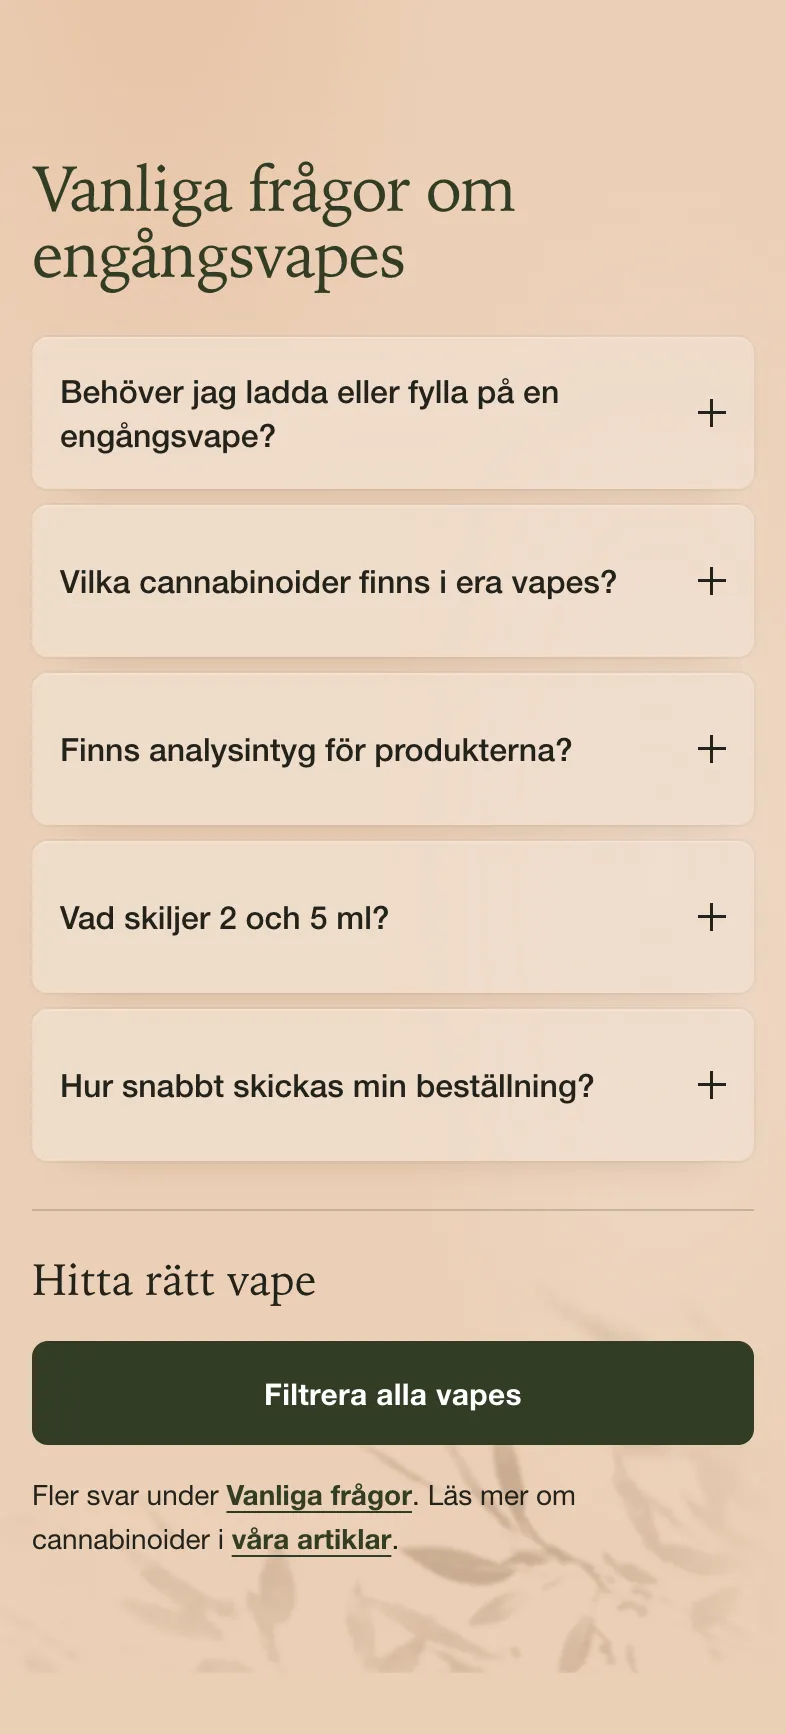 Vanliga frågor om
engångsvapes
Behöver jag ladda eller fylla på en
engångsvape?
Vilka cannabinoider finns i era vapes?
Finns analysintyg för produkterna?
Vad skiljer 2 och 5 ml?
Hur snabbt skickas min beställning?
Hitta rätt vape
Filtrera alla vapes
Fler svar under Vanliga frågor. Läs mer om
cannabinoider i våra artiklar.